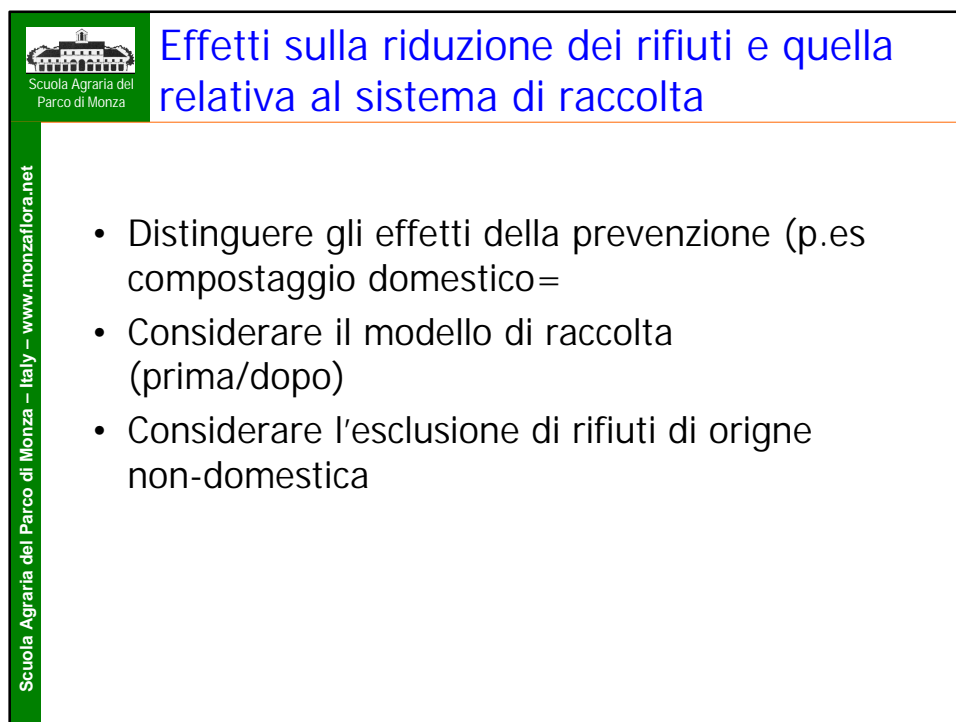 Scuola Agraria del
Parco di Monza
Effetti sulla riduzione dei rifiuti e quella
relativa al sistema di raccolta
Scuola Agraria del Parco di Monza – Italy – www.monzaflora.net
• Distinguere gli effetti della prevenzione (p.es
compostaggio domestico=
• Considerare il modello di raccolta
(prima/dopo)
• Considerare l'esclusione di rifiuti di origne
non-domestica